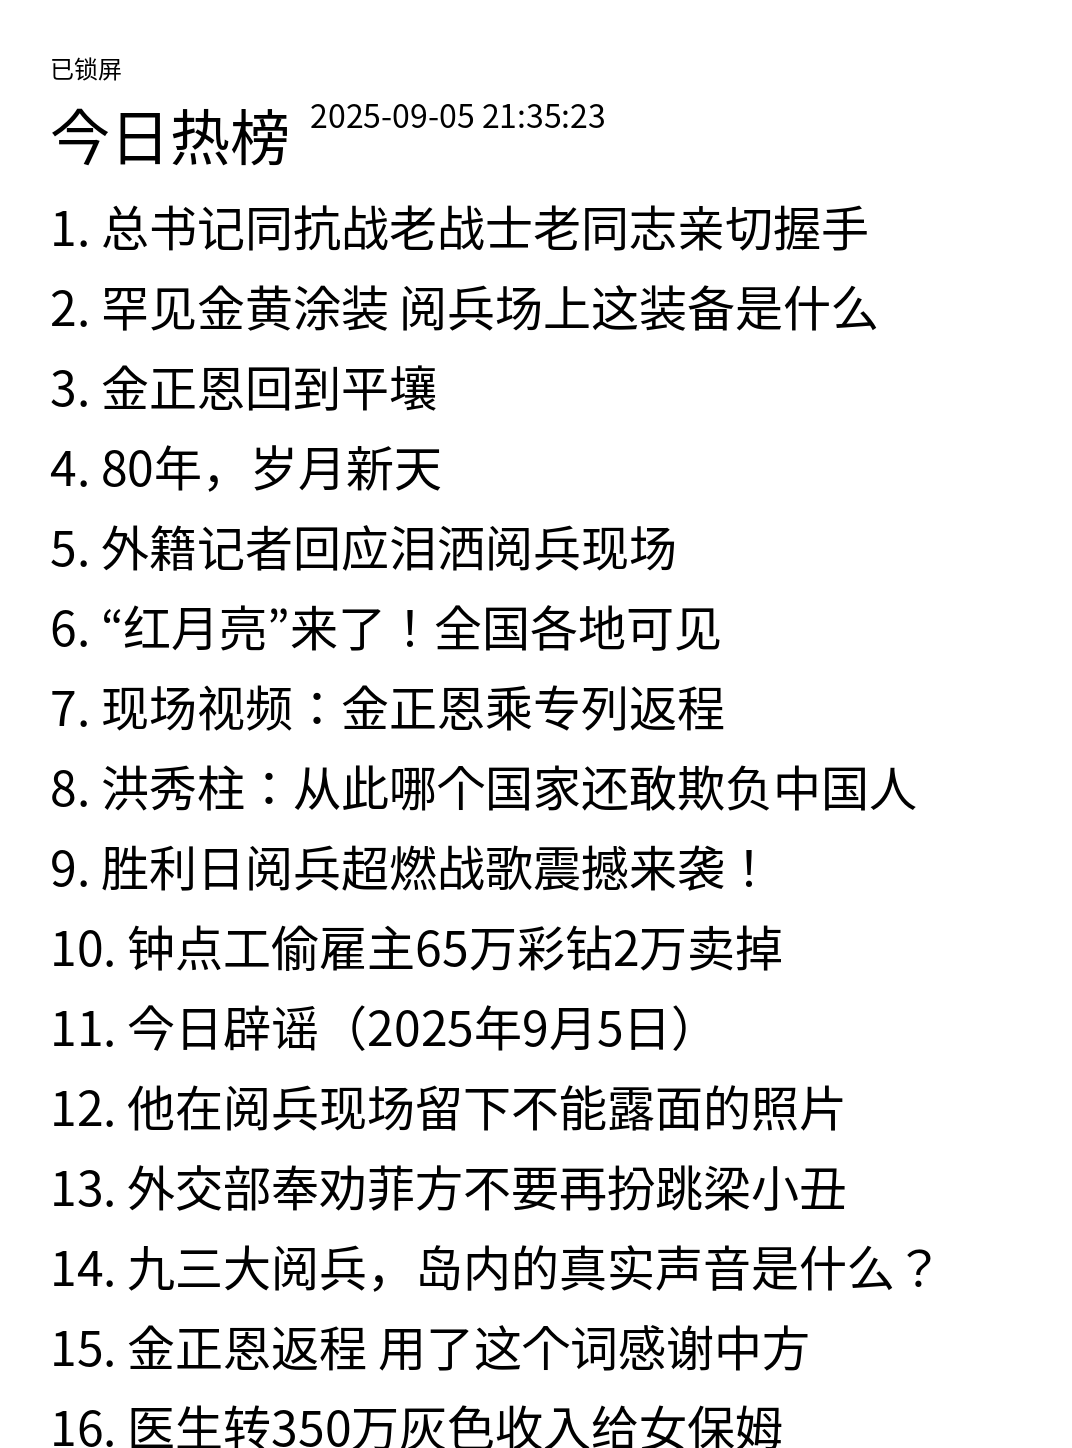 已锁屏
今日热榜 2025-09-05 21:35:23
1. 总书记同抗战老战士老同志亲切握手
2. 罕见金黄涂装 阅兵场上这装备是什么
3. 金正恩回到平壤
4. 80年，岁月新天
5. 外籍记者回应泪洒阅兵现场
6. “红月亮”来了！全国各地可见
7. 现场视频：金正恩乘专列返程
8. 洪秀柱：从此哪个国家还敢欺负中国人
9. 胜利日阅兵超燃战歌震撼来袭！
10. 钟点工偷雇主65万彩钻2万卖掉
11. 今日辟谣（2025年9月5日）
12. 他在阅兵现场留下不能露面的照片
13. 外交部奉劝菲方不要再扮跳梁小丑
14. 九三大阅兵，岛内的真实声音是什么？
15. 金正恩返程 用了这个词感谢中方
16. 医生转350万灰色收入给女保姆